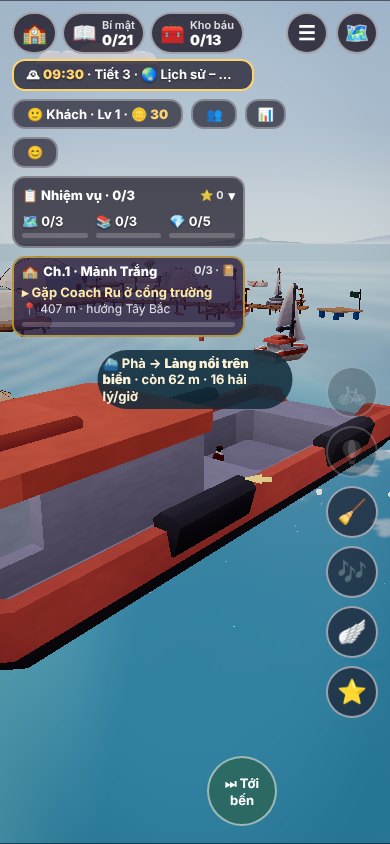 Bí mật
0/21
Kho báu
0/13
09:30 · Tiết 3 · Lịch sử – ...
Khách · Lv 1 · 30
Nhiệm vụ · 0/3
0
0/3
0/3
0/5
Ch.1 · Mảnh Trắng
0/3 ·
▸ Gặp Coach Ru ở cổng trường
407 m · hướng Tây Bắc
Phà → Làng nổi trên
biển · còn 62 m · 16 hải
lý/giờ
Tới
bến